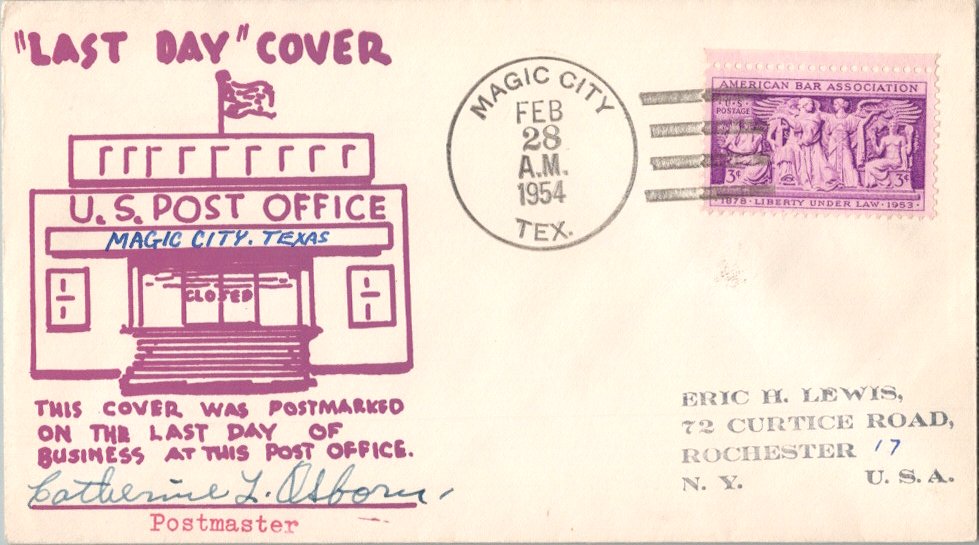 "LAST DAY" COVER
U.S. POST OFFICE
MAGIC CITY. TEXAS
CLOSED
THIS COVER WAS POSTMARKED
ON THE LAST DAY OF
BUSINESS AT THIS POST OFFICE.
Catherine L. Osborn
Postmaster
MAGIC CITY
FEB
28
A.M.
1954
TEX.
AMERICAN BAR ASSOCIATION
U.S.
POSTAGE
3¢ 3¢
1878 · LIBERTY UNDER LAW · 1953
ERIC H. LEWIS,
72 CURTICE ROAD,
ROCHESTER 17
N. Y. U. S. A.